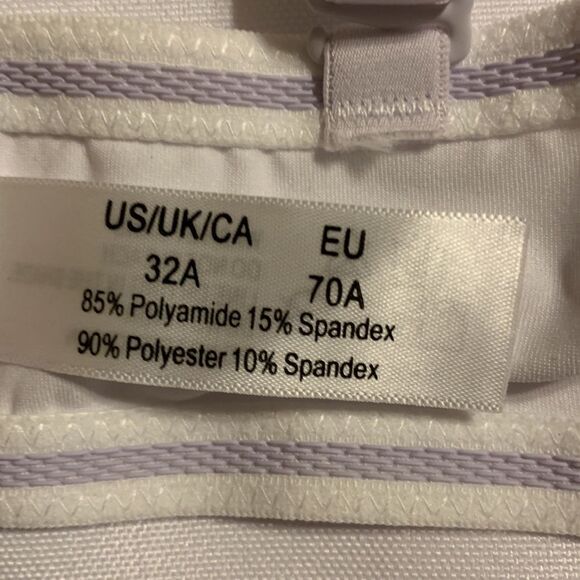 US/UK/CA EU
32A 70A
85% Polyamide 15% Spandex
90% Polyester 10% Spandex